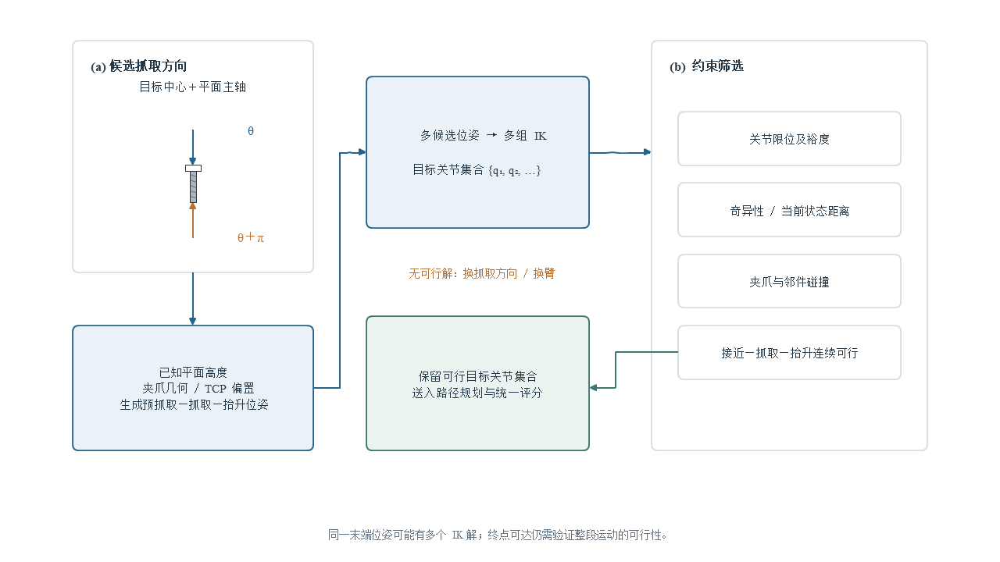 (a) 候选抓取方向
目标中心＋平面主轴
θ
θ＋π
已知平面高度
夹爪几何 / TCP 偏置
生成预抓取—抓取—抬升位姿
多候选位姿 → 多组 IK
目标关节集合 {q₁, q₂, …}
无可行解：换抓取方向 / 换臂
保留可行目标关节集合
送入路径规划与统一评分
(b) 约束筛选
关节限位及裕度
奇异性 / 当前状态距离
夹爪与邻件碰撞
接近—抓取—抬升连续可行
同一末端位姿可能有多个 IK 解；终点可达仍需验证整段运动的可行性。